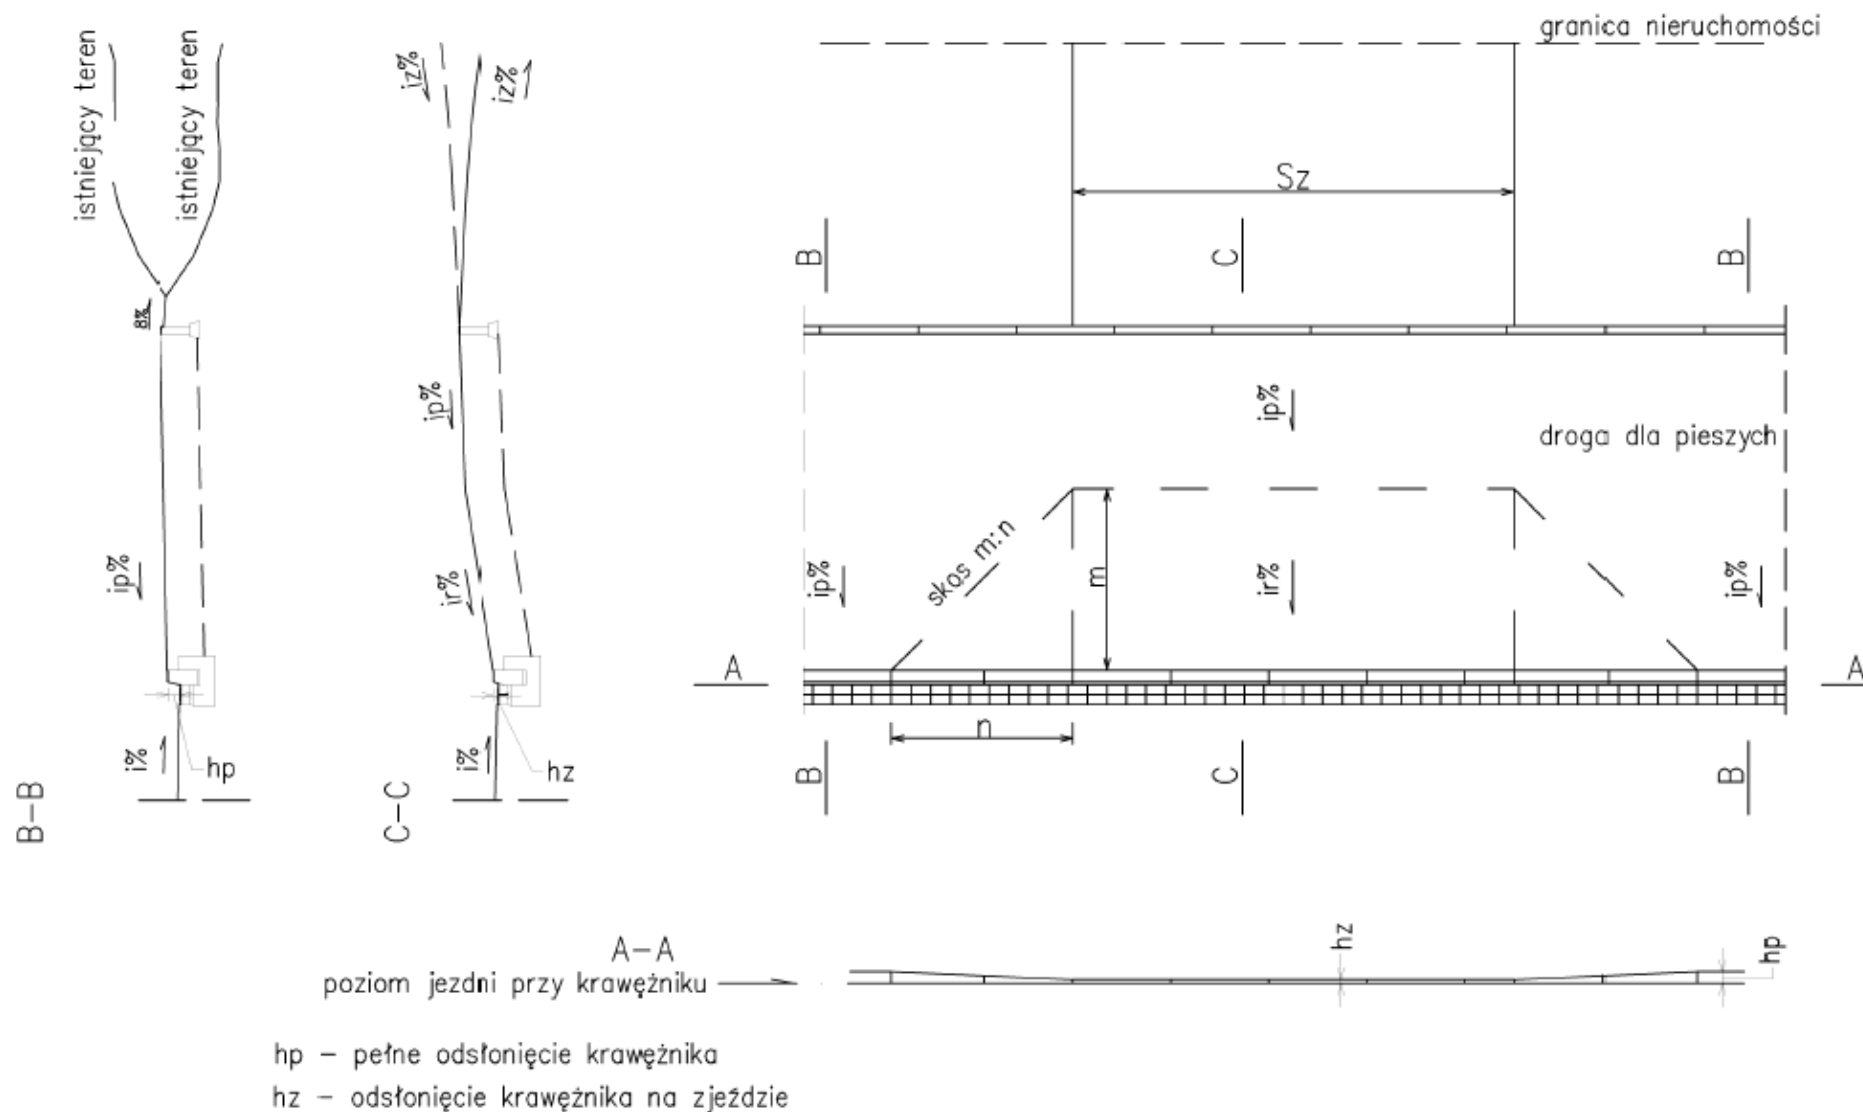 granica nieruchomości
istniejący teren
istniejący teren
iz%
iz%
Sz
B
C
B
8%
ip%
ip%
droga dla pieszych
skos m:n
m
ip%
ir%
ip%
ir%
ip%
A
A
n
i%
hp
i%
hz
B
C
B
B-B
C-C
A-A
hz
hp
poziom jezdni przy krawężniku
hp – pełne odsłonięcie krawężnika
hz – odsłonięcie krawężnika na zjeździe